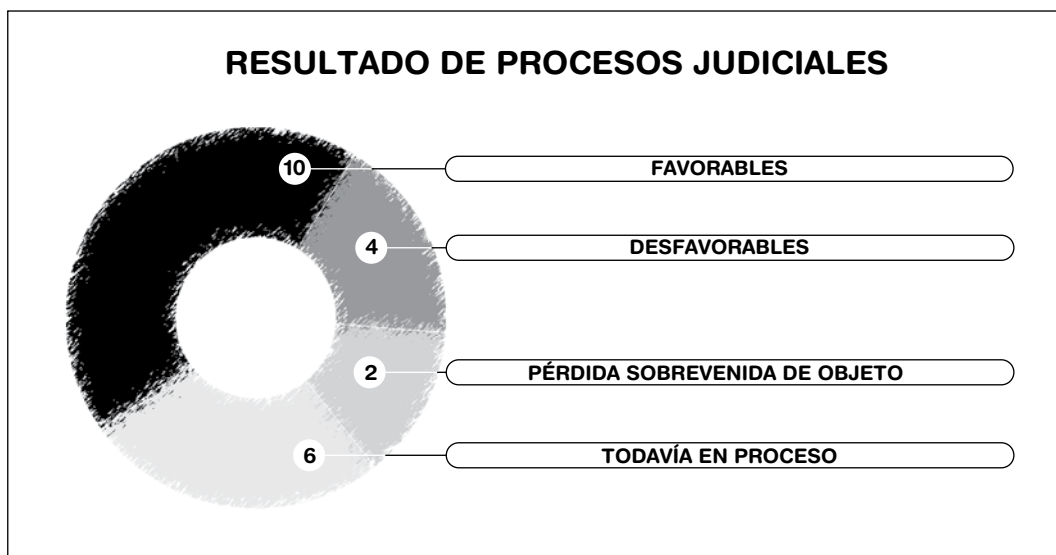 RESULTADO DE PROCESOS JUDICIALES
10 FAVORABLES
4 DESFAVORABLES
2 PÉRDIDA SOBREVENIDA DE OBJETO
6 TODAVÍA EN PROCESO